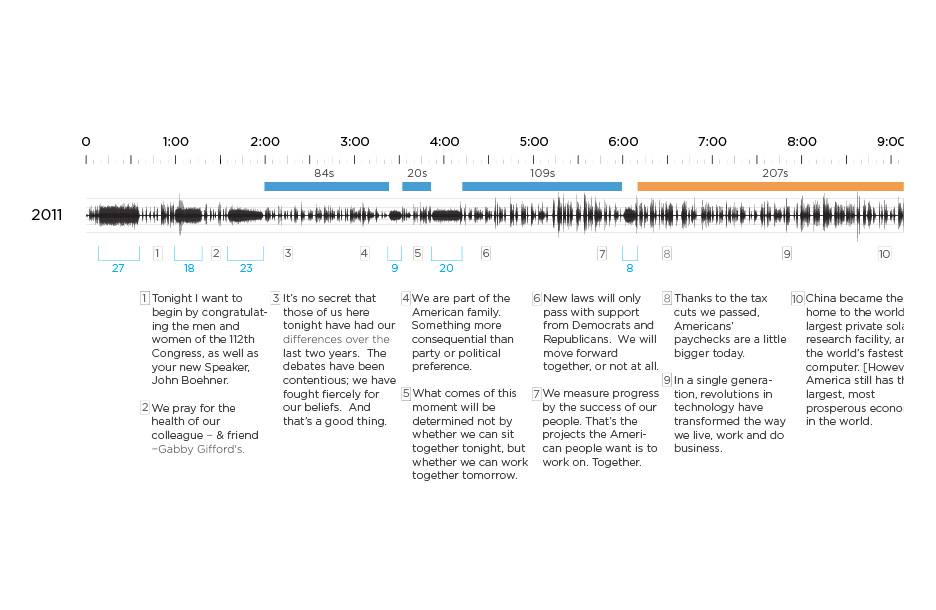 0 1:00 2:00 3:00 4:00 5:00 6:00 7:00 8:00 9:00
84s 20s 109s 207s
2011
1 2 3 4 5 6 7 8 9 10
27 18 23 9 20 8
1 Tonight I want to
begin by congratulat-
ing the men and
women of the 112th
Congress, as well as
your new Speaker,
John Boehner.
2 We pray for the
health of our
colleague – & friend
–Gabby Gifford's.
3 It's no secret that
those of us here
tonight have had our
differences over the
last two years. The
debates have been
contentious; we have
fought fiercely for
our beliefs. And
that's a good thing.
4 We are part of the
American family.
Something more
consequential than
party or political
preference.
5 What comes of this
moment will be
determined not by
whether we can sit
together tonight, but
whether we can work
together tomorrow.
6 New laws will only
pass with support
from Democrats and
Republicans. We will
move forward
together, or not at all.
7 We measure progress
by the success of our
people. That's the
projects the Ameri-
can people want is to
work on. Together.
8 Thanks to the tax
cuts we passed,
Americans'
paychecks are a little
bigger today.
9 In a single genera-
tion, revolutions in
technology have
transformed the way
we live, work and do
business.
10 China became the
home to the world
largest private
research facility,
the world's fastest
computer.
America still has
largest, most
prosperous
in the world.